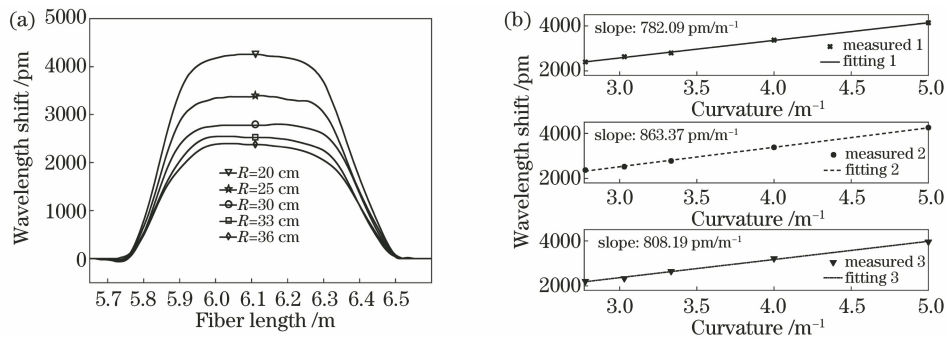 (a)
5000
4000
3000
2000
1000
0
Wavelength shift /pm
R=20 cm
R=25 cm
R=30 cm
R=33 cm
R=36 cm
5.7 5.8 5.9 6.0 6.1 6.2 6.3 6.4 6.5
Fiber length /m
(b)
Wavelength shift /pm
4000
2000
slope: 782.09 pm/m⁻¹
measured 1
fitting 1
3.0 3.5 4.0 4.5 5.0
Curvature /m⁻¹
4000
2000
slope: 863.37 pm/m⁻¹
measured 2
fitting 2
3.0 3.5 4.0 4.5 5.0
Curvature /m⁻¹
4000
2000
slope: 808.19 pm/m⁻¹
measured 3
fitting 3
3.0 3.5 4.0 4.5 5.0
Curvature /m⁻¹